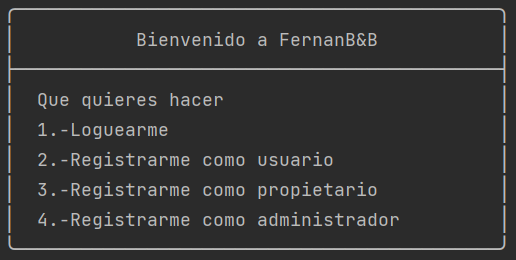 Bienvenido a FernanB&B
Que quieres hacer
1.-Loguearme
2.-Registrarme como usuario
3.-Registrarme como propietario
4.-Registrarme como administrador